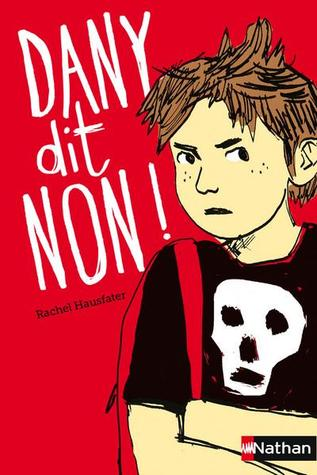 DANY
dit
NON!
Rachel Hausfater
Nathan